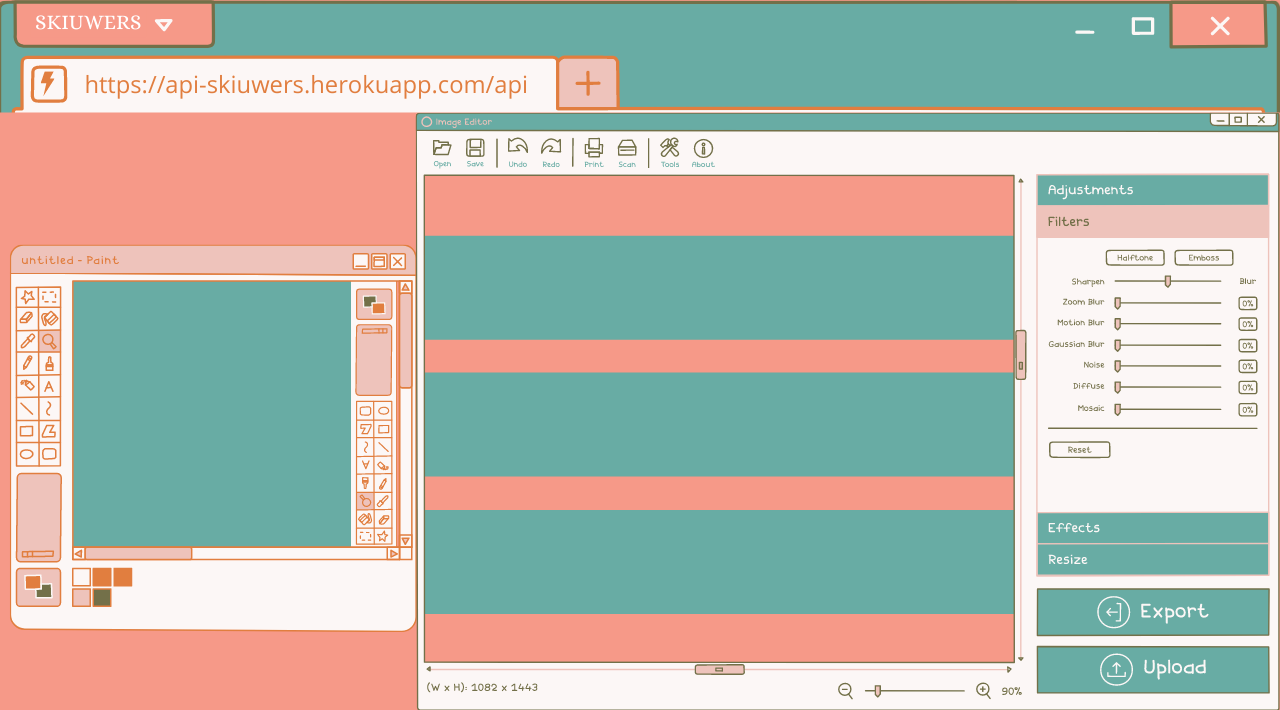 SKIUWERS
https://api-skiuwers.herokuapp.com/api
Image Editor
Open Save Undo Redo Print Scan Tools About
Adjustments
Filters
Halftone Emboss
Sharpen Blur
Zoom Blur 0%
Motion Blur 0%
Gaussian Blur 0%
Noise 0%
Diffuse 0%
Mosaic 0%
Reset
Effects
Resize
Export
Upload
(W x H): 1082 x 1443
90%
untitled - Paint
A
A